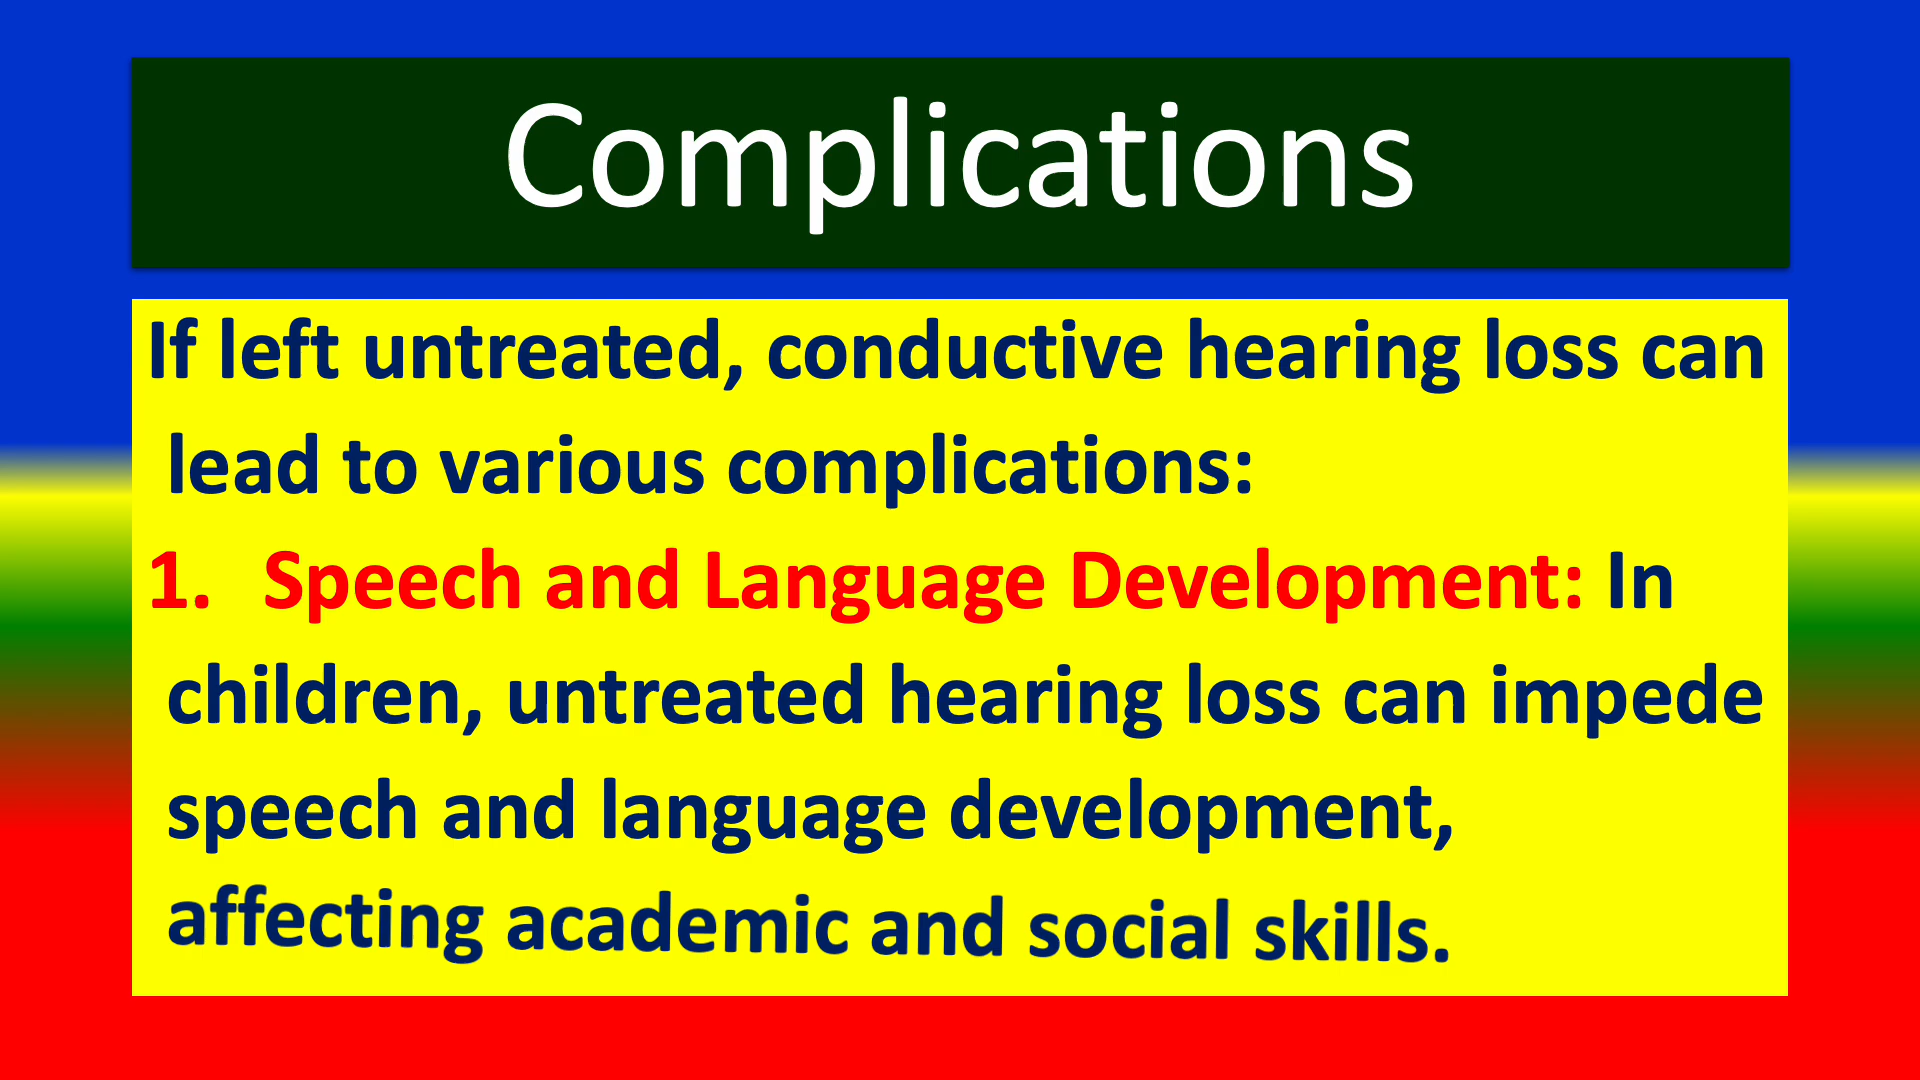 Complications
If left untreated, conductive hearing loss can
lead to various complications:
1. Speech and Language Development: In
children, untreated hearing loss can impede
speech and language development,
affecting academic and social skills.